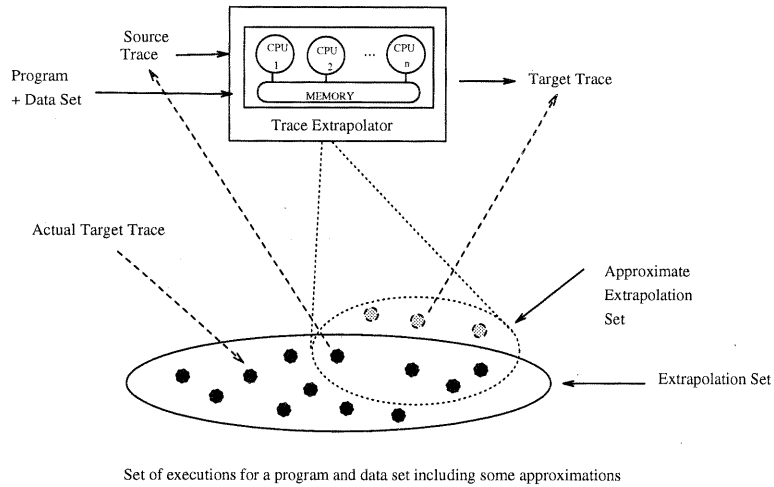 Source
Trace
Program
+ Data Set
CPU
1
CPU
2
...
CPU
n
MEMORY
Trace Extrapolator
Target Trace
Actual Target Trace
Approximate
Extrapolation
Set
Extrapolation Set
Set of executions for a program and data set including some approximations